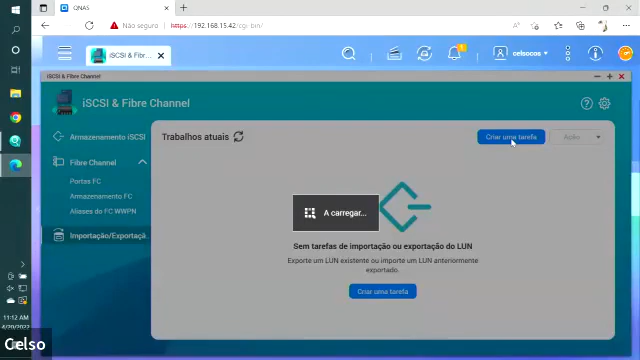 QNAS
Não seguro
https://192.168.15.42/cgi-bin/
iSCSI & Fibr...
1
celsocos
iSCSI & Fibre Channel
iSCSI & Fibre Channel
Armazenamento iSCSI
Fibre Channel
Portas FC
Armazenamento FC
Aliases do FC WWPN
Importação/Exportaçã...
Trabalhos atuais
Criar uma tarefa
Ação
A carregar...
Sem tarefas de importação ou exportação do LUN
Exporte um LUN existente ou importe um LUN anteriormente
exportado.
Criar uma tarefa
11:12 AM
Celso